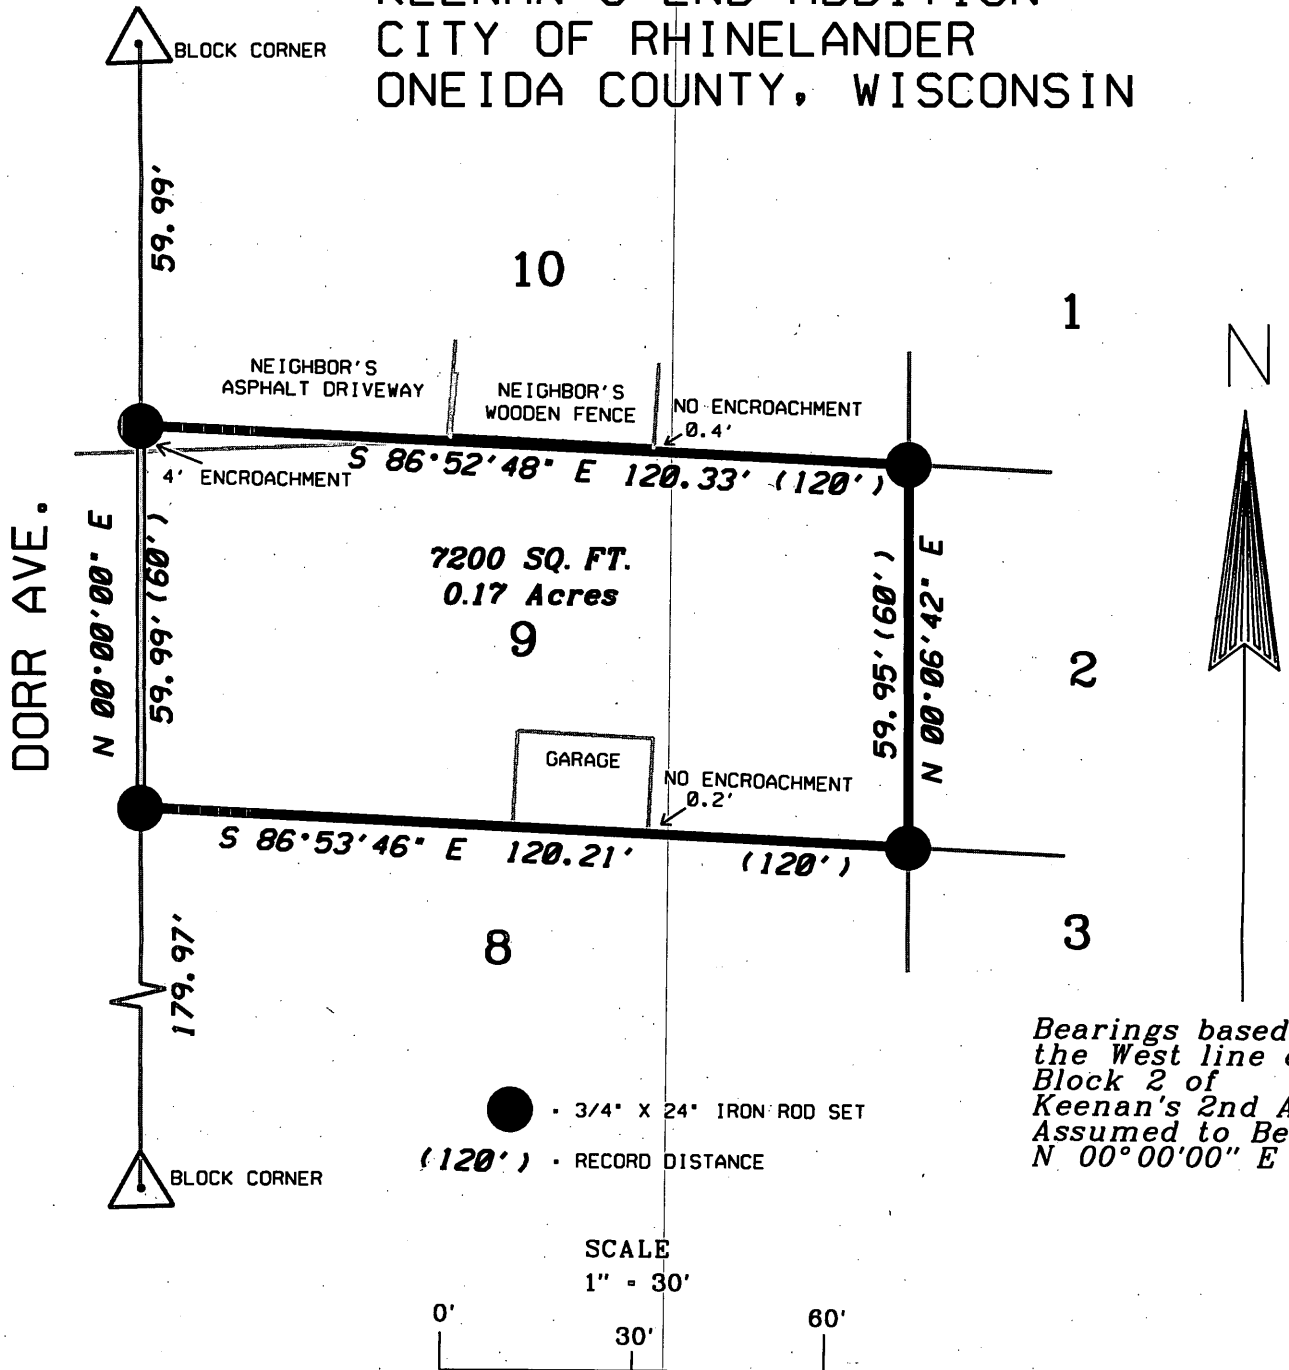 CITY OF RHINELANDER
ONEIDA COUNTY, WISCONSIN
BLOCK CORNER
59.99'
10
1
N
NEIGHBOR'S
ASPHALT DRIVEWAY
NEIGHBOR'S
WOODEN FENCE
NO ENCROACHMENT
0.4'
S 86°52'48" E 120.33' (120')
4' ENCROACHMENT
DORR AVE.
N 00°00'00" E
59.99' (60')
7200 SQ. FT.
0.17 Acres
9
59.95' (60')
N 00°06'42" E
2
GARAGE
NO ENCROACHMENT
0.2'
S 86°53'46" E 120.21' (120')
179.97'
8
3
Bearings based
the West line
Block 2 of
Keenan's 2nd
Assumed to Be
N 00°00'00" E
- 3/4" X 24" IRON ROD SET
(120') - RECORD DISTANCE
BLOCK CORNER
SCALE
1" = 30'
0'
30'
60'